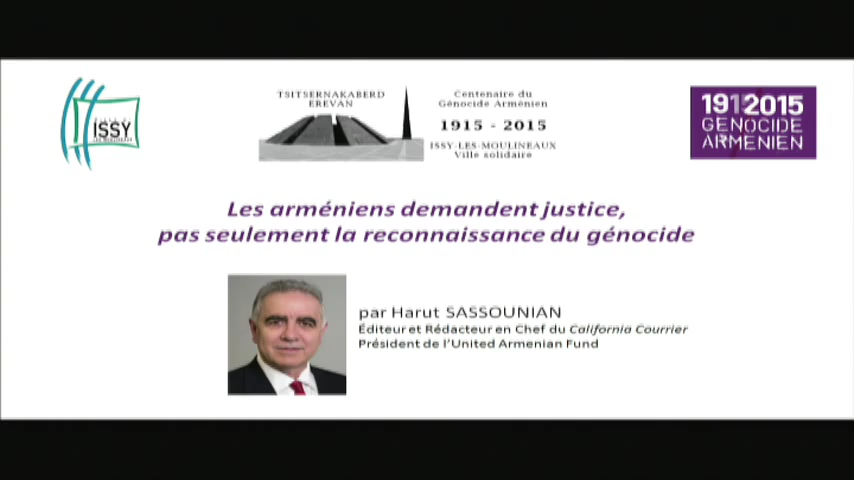 ISSY
TSITSERNAKABERD
EREVAN
Centenaire du
Génocide Arménien
1915 - 2015
ISSY-LES-MOULINEAUX
Ville solidaire
19152015
GENOCIDE
ARMENIEN
Les arméniens demandent justice,
pas seulement la reconnaissance du génocide
par Harut SASSOUNIAN
Éditeur et Rédacteur en Chef du California Courrier
Président de l'United Armenian Fund